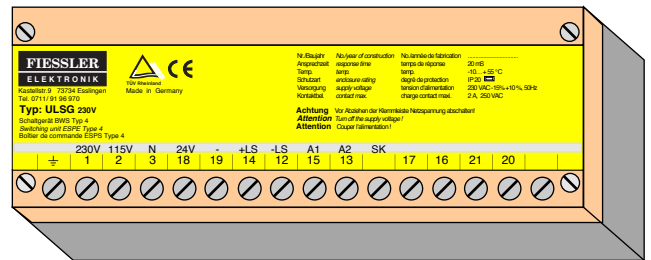 FIESSLER
ELEKTRONIK
Kastellstr.9 73734 Esslingen
Tel. 0711/ 91 96 970
TÜV Rheinland
Made in Germany
CE
Typ: ULSG 230V
Schaltgerät BWS Typ 4
Switching unit ESPE Type 4
Boîtier de commande ESPS Type 4
Nr./Baujahr No./year of construction No./année de fabrication ........................
Ansprechzeit response time temps de réponse 20 mS
Temp. temp. temp. -10....+55 °C
Schutzart enclosure rating degré de protection IP 20
Versorgung supply voltage tension d'alimentation 230 VAC -15% +10 %, 50Hz
Kontaktbel. contact max. charge contact maxi. 2 A, 250 VAC
Achtung Vor Abziehen der Klemmleiste Netzspannung abschalten!
Attention Turn off the supply voltage !
Attention Couper l'alimentation !
230V 115V N 24V - +LS -LS A1 A2 SK
1 2 3 18 19 14 12 15 13 17 16 21 20